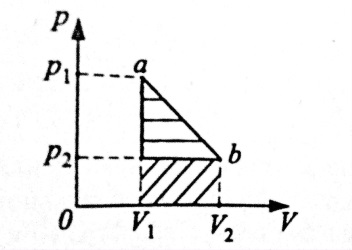 p
p₁ a
p₂ b
0 V₁ V₂ V